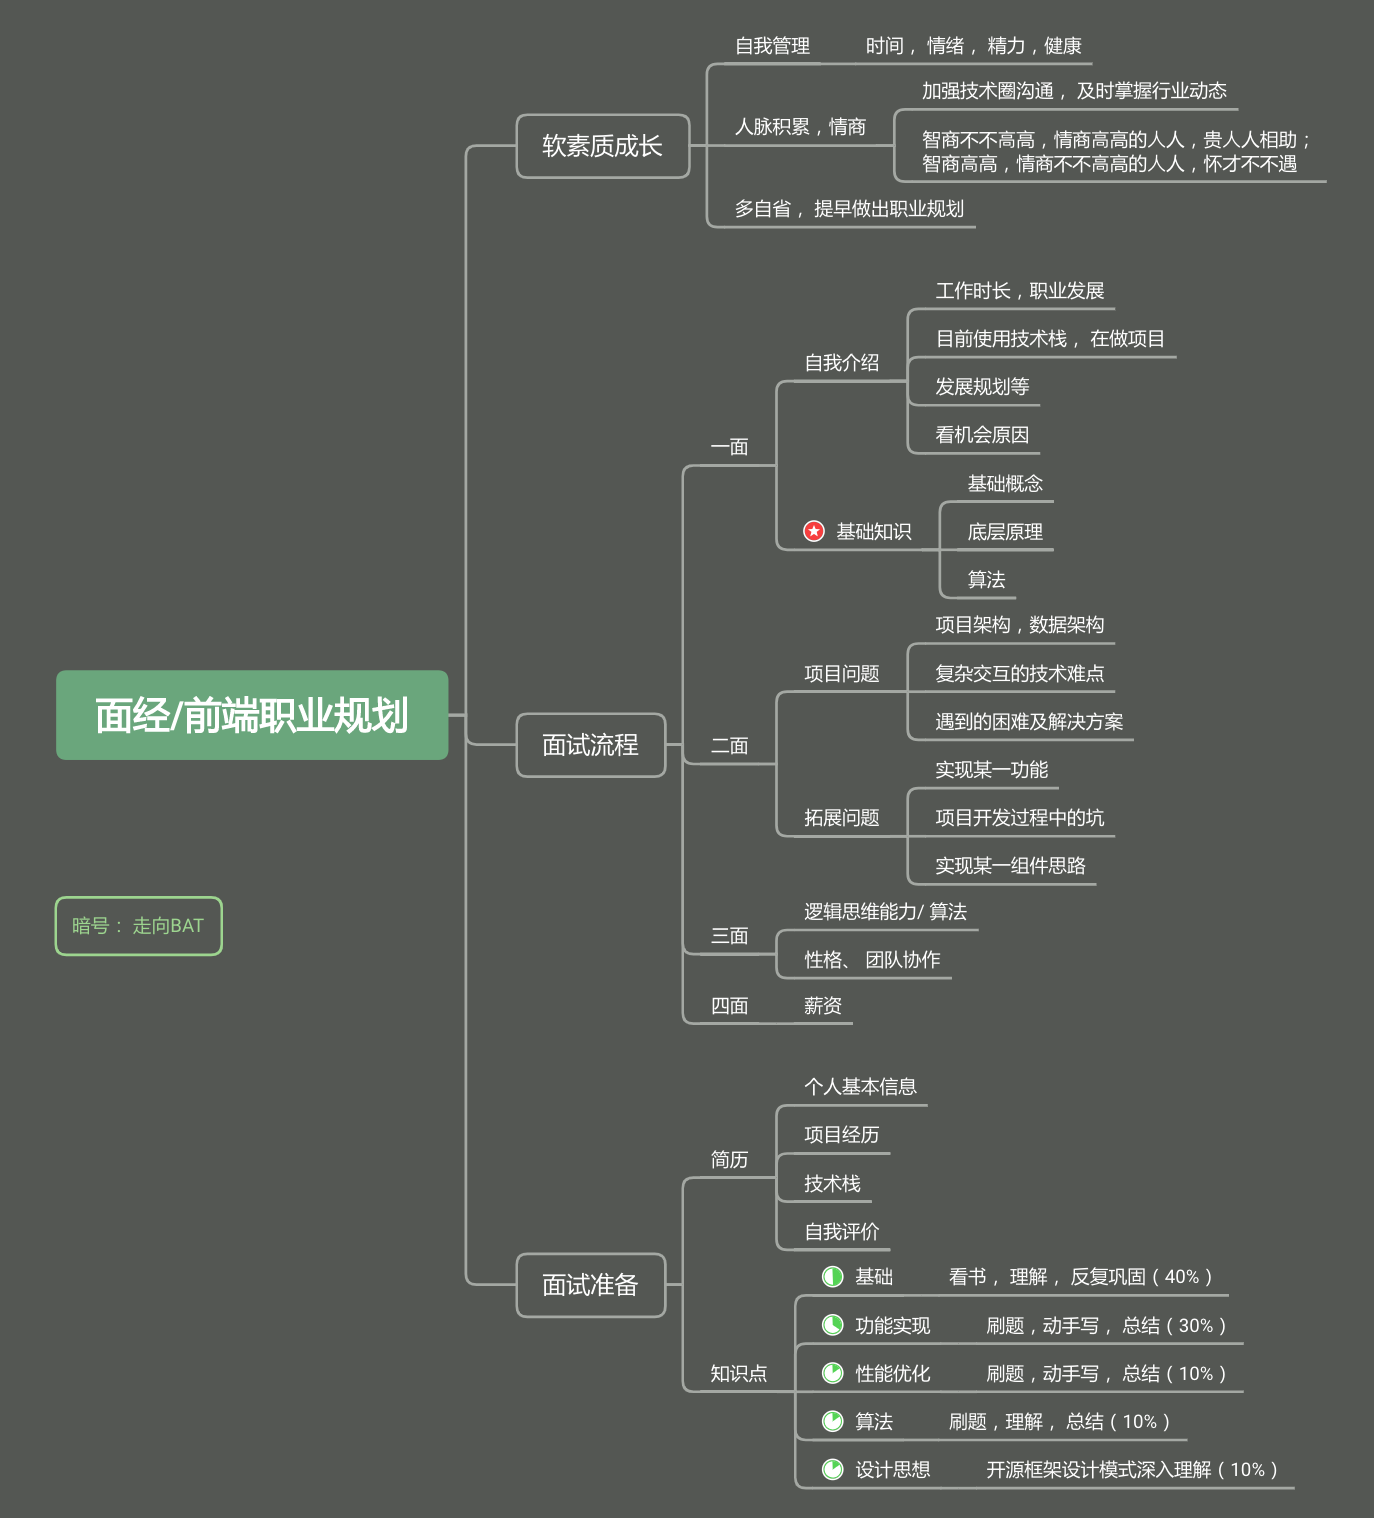 自我管理
时间， 情绪， 精力，健康
加强技术圈沟通， 及时掌握行业动态
人脉积累，情商
智商不不高高，情商高高的人人，贵人人相助；
智商高高，情商不不高高的人人，怀才不不遇
软素质成长
多自省， 提早做出职业规划
工作时长，职业发展
目前使用技术栈， 在做项目
自我介绍
发展规划等
看机会原因
一面
基础概念
基础知识
底层原理
算法
项目架构，数据架构
项目问题
复杂交互的技术难点
遇到的困难及解决方案
面经/前端职业规划
面试流程
二面
实现某一功能
拓展问题
项目开发过程中的坑
实现某一组件思路
逻辑思维能力/ 算法
三面
性格、 团队协作
暗号： 走向BAT
四面
薪资
个人基本信息
项目经历
简历
技术栈
自我评价
面试准备
基础
看书， 理解， 反复巩固（40%）
功能实现
刷题，动手写， 总结（30%）
知识点
性能优化
刷题，动手写， 总结（10%）
算法
刷题，理解， 总结（10%）
设计思想
开源框架设计模式深入理解（10%）